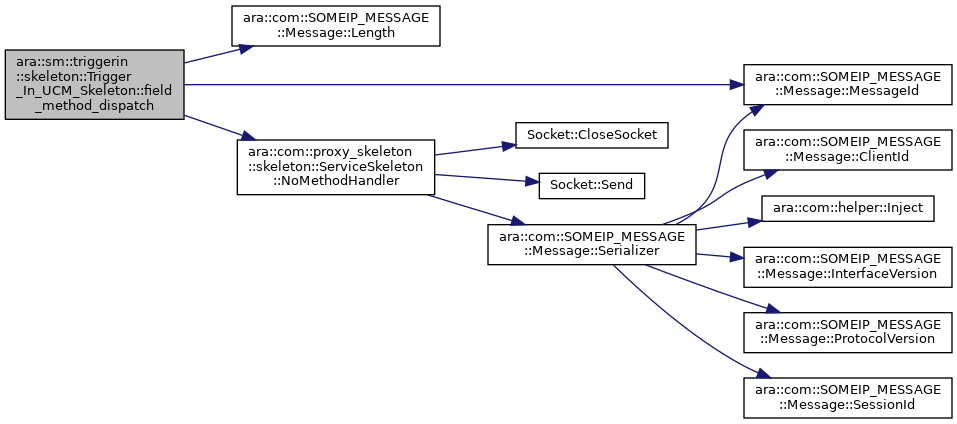 ara::com::SOMEIP_MESSAGE
::Message::Length
ara::sm::triggerin
::skeleton::Trigger
_In_UCM_Skeleton::field
_method_dispatch
ara::com::SOMEIP_MESSAGE
::Message::MessageId
Socket::CloseSocket
ara::com::SOMEIP_MESSAGE
::Message::ClientId
ara::com::proxy_skeleton
::skeleton::ServiceSkeleton
::NoMethodHandler
Socket::Send
ara::com::helper::Inject
ara::com::SOMEIP_MESSAGE
::Message::Serializer
ara::com::SOMEIP_MESSAGE
::Message::InterfaceVersion
ara::com::SOMEIP_MESSAGE
::Message::ProtocolVersion
ara::com::SOMEIP_MESSAGE
::Message::SessionId